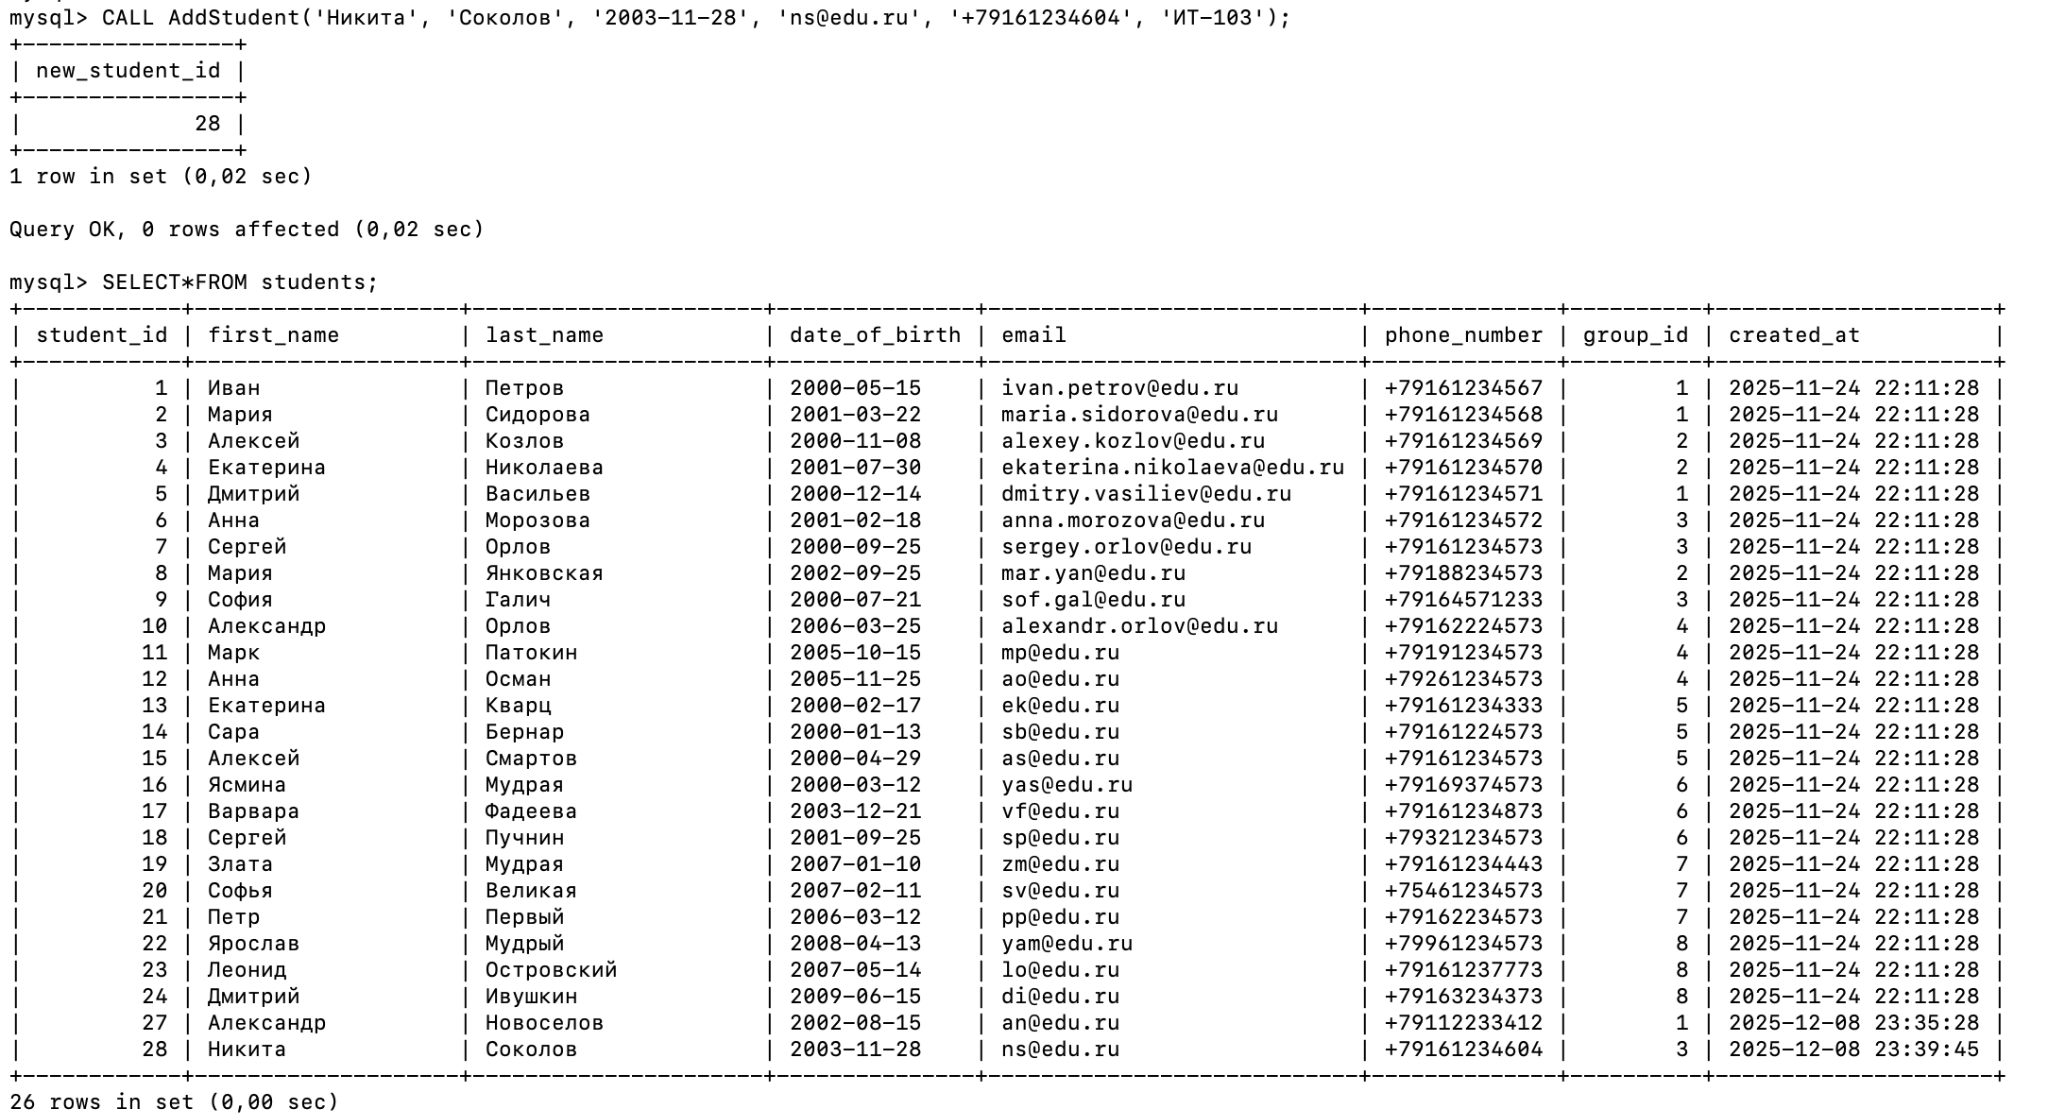 mysql> CALL AddStudent('Никита', 'Соколов', '2003-11-28', 'ns@edu.ru', '+79161234604', 'ИТ-103');
+----------------+
| new_student_id |
+----------------+
|             28 |
+----------------+
1 row in set (0,02 sec)

Query OK, 0 rows affected (0,02 sec)

mysql> SELECT*FROM students;
+------------+--------------------+----------------------+---------------+----------------------------+--------------+----------+---------------------+
| student_id | first_name         | last_name            | date_of_birth | email                      | phone_number | group_id | created_at          |
+------------+--------------------+----------------------+---------------+----------------------------+--------------+----------+---------------------+
|          1 | Иван               | Петров               | 2000-05-15    | ivan.petrov@edu.ru         | +79161234567 |        1 | 2025-11-24 22:11:28 |
|          2 | Мария              | Сидорова             | 2001-03-22    | maria.sidorova@edu.ru      | +79161234568 |        1 | 2025-11-24 22:11:28 |
|          3 | Алексей            | Козлов               | 2000-11-08    | alexey.kozlov@edu.ru       | +79161234569 |        2 | 2025-11-24 22:11:28 |
|          4 | Екатерина          | Николаева            | 2001-07-30    | ekaterina.nikolaeva@edu.ru | +79161234570 |        2 | 2025-11-24 22:11:28 |
|          5 | Дмитрий            | Васильев             | 2000-12-14    | dmitry.vasiliev@edu.ru     | +79161234571 |        1 | 2025-11-24 22:11:28 |
|          6 | Анна               | Морозова             | 2001-02-18    | anna.morozova@edu.ru       | +79161234572 |        3 | 2025-11-24 22:11:28 |
|          7 | Сергей             | Орлов                | 2000-09-25    | sergey.orlov@edu.ru        | +79161234573 |        3 | 2025-11-24 22:11:28 |
|          8 | Мария              | Янковская            | 2002-09-25    | mar.yan@edu.ru             | +79188234573 |        2 | 2025-11-24 22:11:28 |
|          9 | София              | Галич                | 2000-07-21    | sof.gal@edu.ru             | +79164571233 |        3 | 2025-11-24 22:11:28 |
|         10 | Александр          | Орлов                | 2006-03-25    | alexandr.orlov@edu.ru      | +79162224573 |        4 | 2025-11-24 22:11:28 |
|         11 | Марк               | Патокин              | 2005-10-15    | mp@edu.ru                  | +79191234573 |        4 | 2025-11-24 22:11:28 |
|         12 | Анна               | Осман                | 2005-11-25    | ao@edu.ru                  | +79261234573 |        4 | 2025-11-24 22:11:28 |
|         13 | Екатерина          | Кварц                | 2000-02-17    | ek@edu.ru                  | +79161234333 |        5 | 2025-11-24 22:11:28 |
|         14 | Сара               | Бернар               | 2000-01-13    | sb@edu.ru                  | +79161224573 |        5 | 2025-11-24 22:11:28 |
|         15 | Алексей            | Смартов              | 2000-04-29    | as@edu.ru                  | +79161234573 |        5 | 2025-11-24 22:11:28 |
|         16 | Ясмина             | Мудрая               | 2000-03-12    | yas@edu.ru                 | +79169374573 |        6 | 2025-11-24 22:11:28 |
|         17 | Варвара            | Фадеева              | 2003-12-21    | vf@edu.ru                  | +79161234873 |        6 | 2025-11-24 22:11:28 |
|         18 | Сергей             | Пучнин               | 2001-09-25    | sp@edu.ru                  | +79321234573 |        6 | 2025-11-24 22:11:28 |
|         19 | Злата              | Мудрая               | 2007-01-10    | zm@edu.ru                  | +79161234443 |        7 | 2025-11-24 22:11:28 |
|         20 | Софья              | Великая              | 2007-02-11    | sv@edu.ru                  | +75461234573 |        7 | 2025-11-24 22:11:28 |
|         21 | Петр               | Первый               | 2006-03-12    | pp@edu.ru                  | +79162234573 |        7 | 2025-11-24 22:11:28 |
|         22 | Ярослав            | Мудрый               | 2008-04-13    | yam@edu.ru                 | +79961234573 |        8 | 2025-11-24 22:11:28 |
|         23 | Леонид             | Островский           | 2007-05-14    | lo@edu.ru                  | +79161237773 |        8 | 2025-11-24 22:11:28 |
|         24 | Дмитрий            | Ивушкин              | 2009-06-15    | di@edu.ru                  | +79163234373 |        8 | 2025-11-24 22:11:28 |
|         27 | Александр          | Новоселов            | 2002-08-15    | an@edu.ru                  | +79112233412 |        1 | 2025-12-08 23:35:28 |
|         28 | Никита             | Соколов              | 2003-11-28    | ns@edu.ru                  | +79161234604 |        3 | 2025-12-08 23:39:45 |
+------------+--------------------+----------------------+---------------+----------------------------+--------------+----------+---------------------+
26 rows in set (0,00 sec)